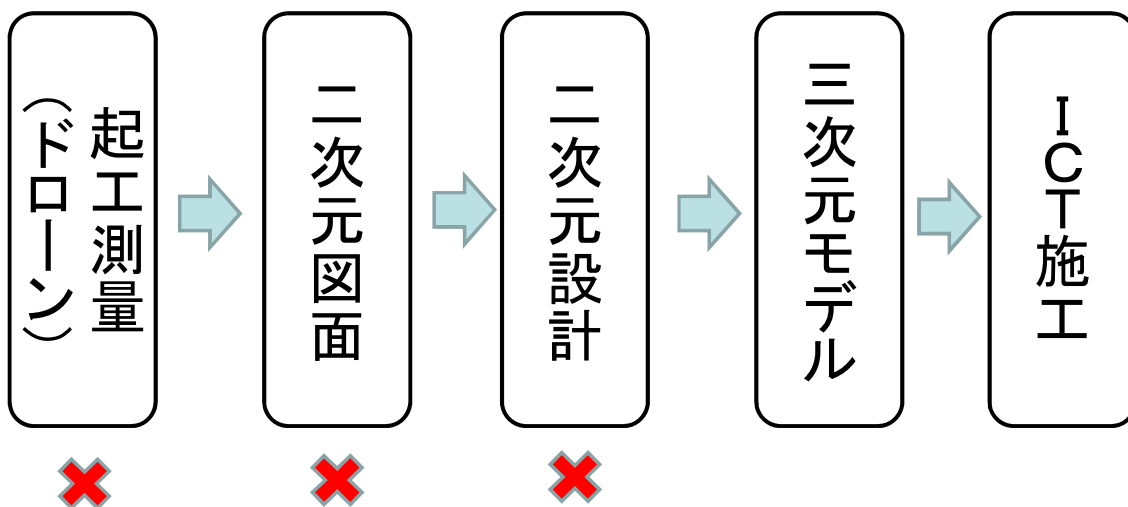 起工測量
（ドローン）
二次元図面
二次元設計
三次元モデル
ICT施工